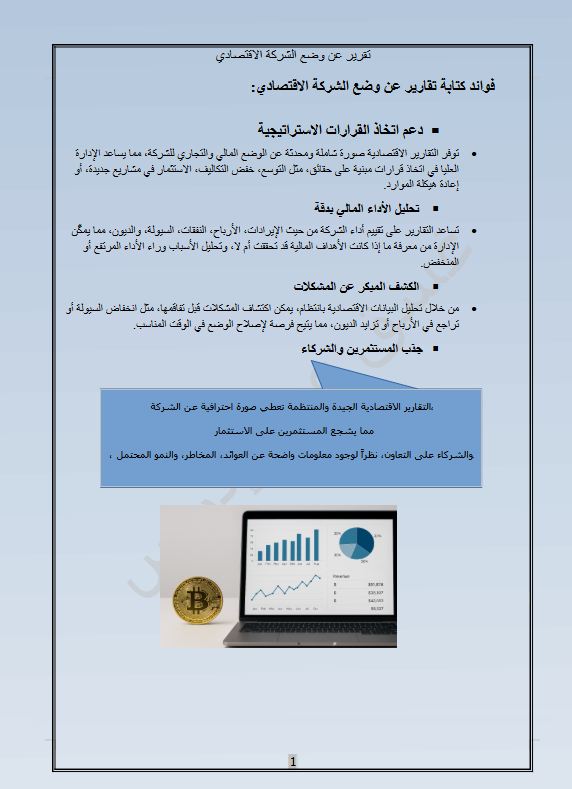 تقرير عن وضع الشركة الاقتصادي
فوائد كتابة تقارير عن وضع الشركة الاقتصادي:
▪ دعم اتخاذ القرارات الاستراتيجية
• توفر التقارير الاقتصادية صورة شاملة ومحدثة عن الوضع المالي والتجاري للشركة، مما يساعد الإدارة
العليا في اتخاذ قرارات مبنية على حقائق، مثل التوسع، خفض التكاليف، الاستثمار في مشاريع جديدة، أو
إعادة هيكلة الموارد.
▪ تحليل الأداء المالي بدقة
• تساعد التقارير على تقييم أداء الشركة من حيث الإيرادات، الأرباح، النفقات، السيولة، والديون، مما يمكّن
الإدارة من معرفة ما إذا كانت الأهداف المالية قد تحققت أم لا، وتحليل الأسباب وراء الأداء المرتفع أو
المنخفض.
▪ الكشف المبكر عن المشكلات
• من خلال تحليل البيانات الاقتصادية بانتظام، يمكن اكتشاف المشكلات قبل تفاقمها، مثل انخفاض السيولة أو
تراجع في الأرباح أو تزايد الديون، مما يتيح فرصة لإصلاح الوضع في الوقت المناسب.
▪ جذب المستثمرين والشركاء
،التقارير الاقتصادية الجيدة والمنتظمة تعطي صورة احترافية عن الشركة
مما يشجع المستثمرين على الاستثمار
والشركاء على التعاون، نظراً لوجود معلومات واضحة عن العوائد، المخاطر، والنمو المحتمل .
1